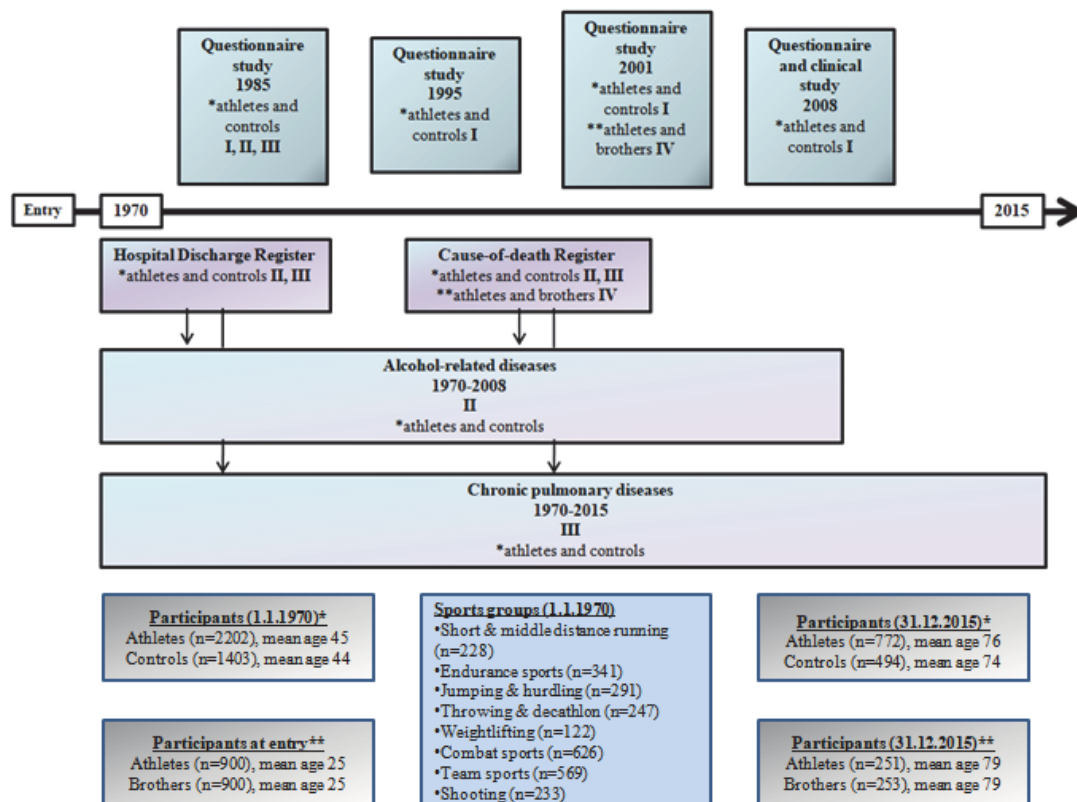 Questionnaire
study
1985
*athletes and
controls
I, II, III
Questionnaire
study
1995
*athletes and
controls I
Questionnaire
study
2001
*athletes and
controls I
**athletes and
brothers IV
Questionnaire
and clinical
study
2008
*athletes and
controls I
Entry
1970
2015
Hospital Discharge Register
*athletes and controls II, III
Cause-of-death Register
*athletes and controls II, III
**athletes and brothers IV
Alcohol-related diseases
1970-2008
II
*athletes and controls
Chronic pulmonary diseases
1970-2015
III
*athletes and controls
Participants (1.1.1970)*
Athletes (n=2202), mean age 45
Controls (n=1403), mean age 44
Participants at entry**
Athletes (n=900), mean age 25
Brothers (n=900), mean age 25
Sports groups (1.1.1970)
•Short & middle distance running
(n=228)
•Endurance sports (n=341)
•Jumping & hurdling (n=291)
•Throwing & decathlon (n=247)
•Weightlifting (n=122)
•Combat sports (n=626)
•Team sports (n=569)
•Shooting (n=233)
Participants (31.12.2015)*
Athletes (n=772), mean age 76
Controls (n=494), mean age 74
Participants (31.12.2015)**
Athletes (n=251), mean age 79
Brothers (n=253), mean age 79